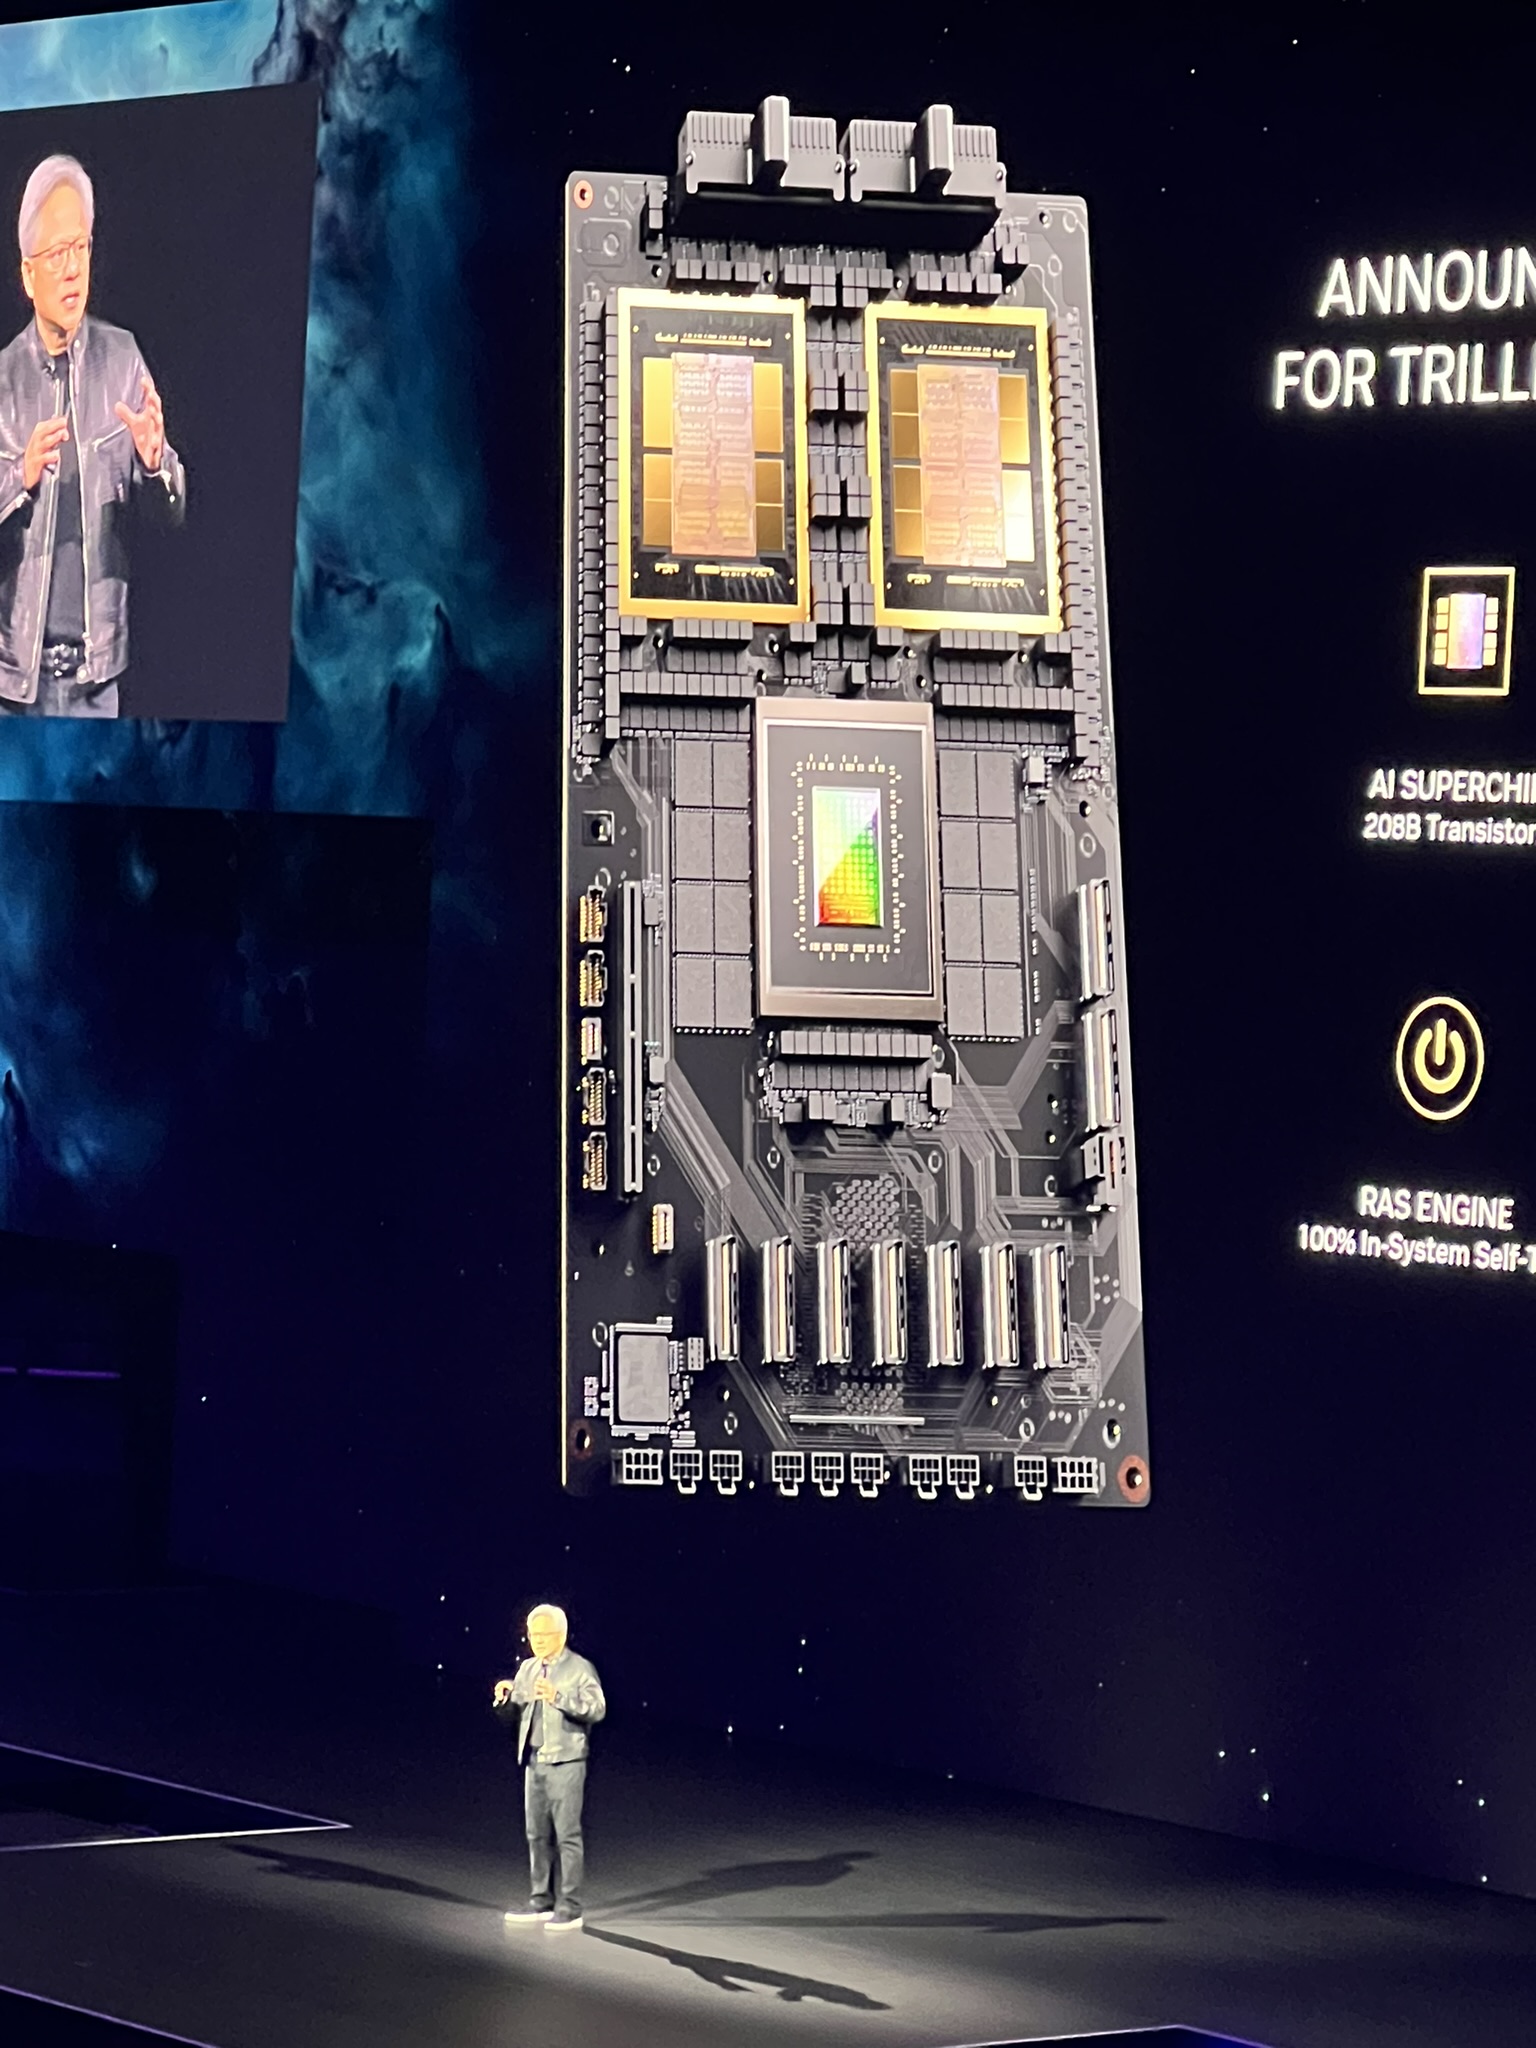 ANNOUN
FOR TRILL
AI SUPERCHI
208B Transistor
RAS ENGINE
100% In-System Self-T